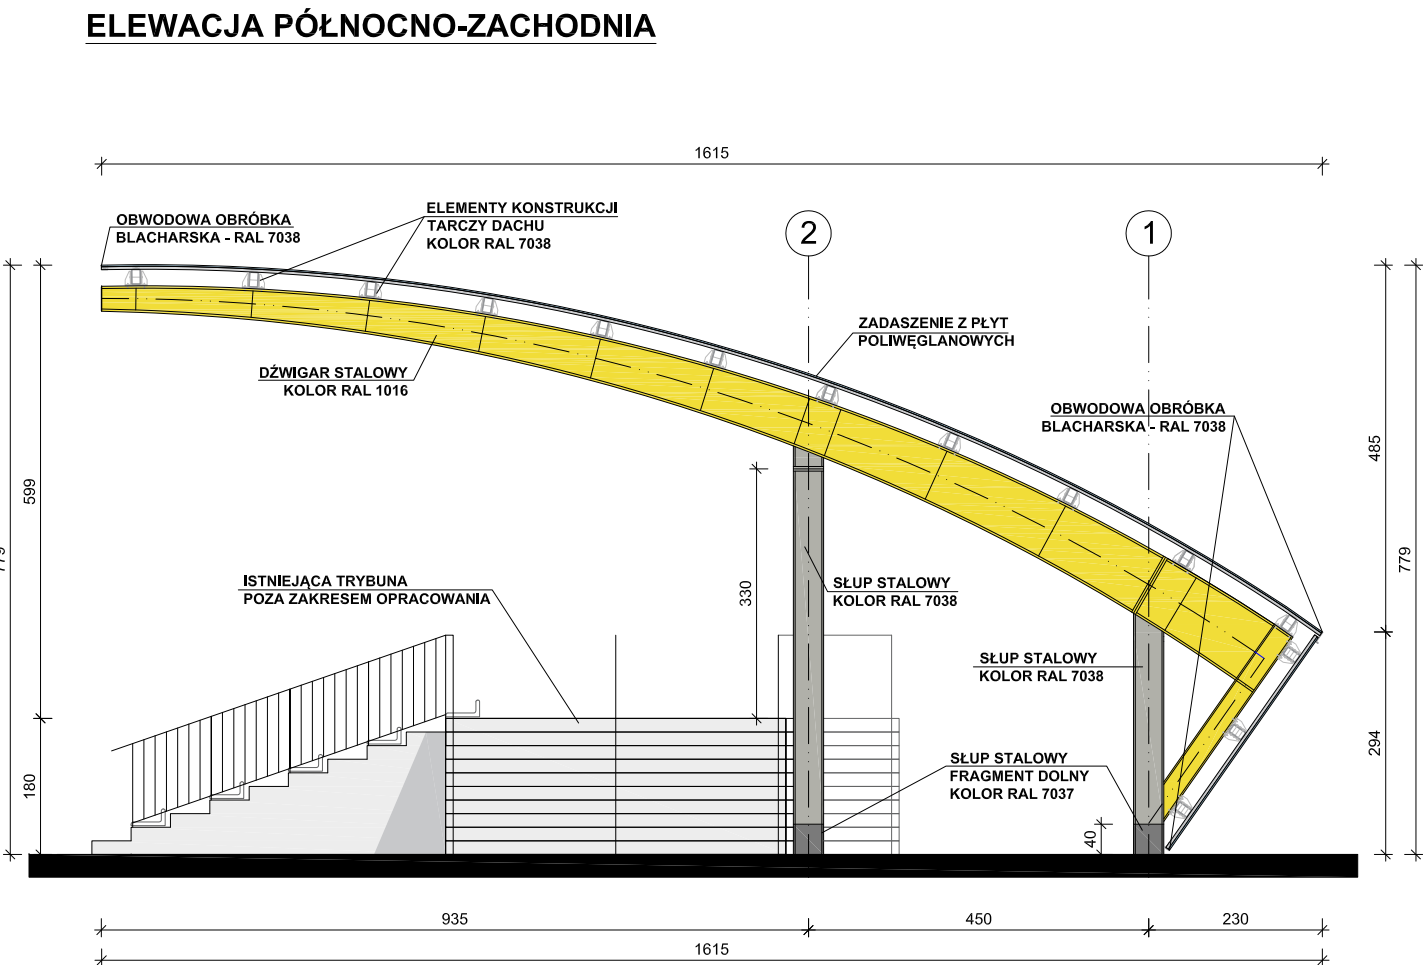 ELEWACJA PÓŁNOCNO-ZACHODNIA
1615
OBWODOWA OBRÓBKA
BLACHARSKA - RAL 7038
ELEMENTY KONSTRUKCJI
TARCZY DACHU
KOLOR RAL 7038
2
1
ZADASZENIE Z PŁYT
POLIWĘGLANOWYCH
DŹWIGAR STALOWY
KOLOR RAL 1016
OBWODOWA OBRÓBKA
BLACHARSKA - RAL 7038
485
599
779
779
330
ISTNIEJĄCA TRYBUNA
POZA ZAKRESEM OPRACOWANIA
SŁUP STALOWY
KOLOR RAL 7038
SŁUP STALOWY
KOLOR RAL 7038
294
180
SŁUP STALOWY
FRAGMENT DOLNY
KOLOR RAL 7037
40
935
450
230
1615